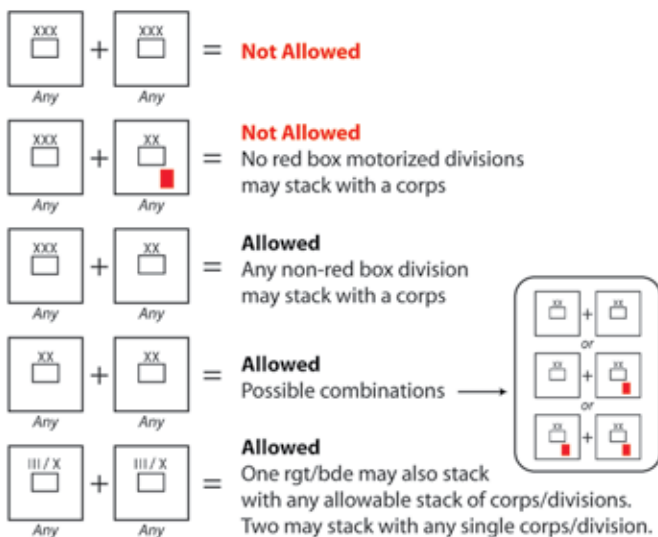 XXX + XXX = Not Allowed
Any Any
XXX + XX = Not Allowed
No red box motorized divisions
may stack with a corps
Any Any
XXX + XX = Allowed
Any non-red box division
may stack with a corps
Any Any
XX + XX = Allowed
Possible combinations
Any Any
XX + XX
or
XX + XX
or
XX + XX
III / X + III / X = Allowed
One rgt/bde may also stack
with any allowable stack of corps/divisions.
Two may stack with any single corps/division.
Any Any